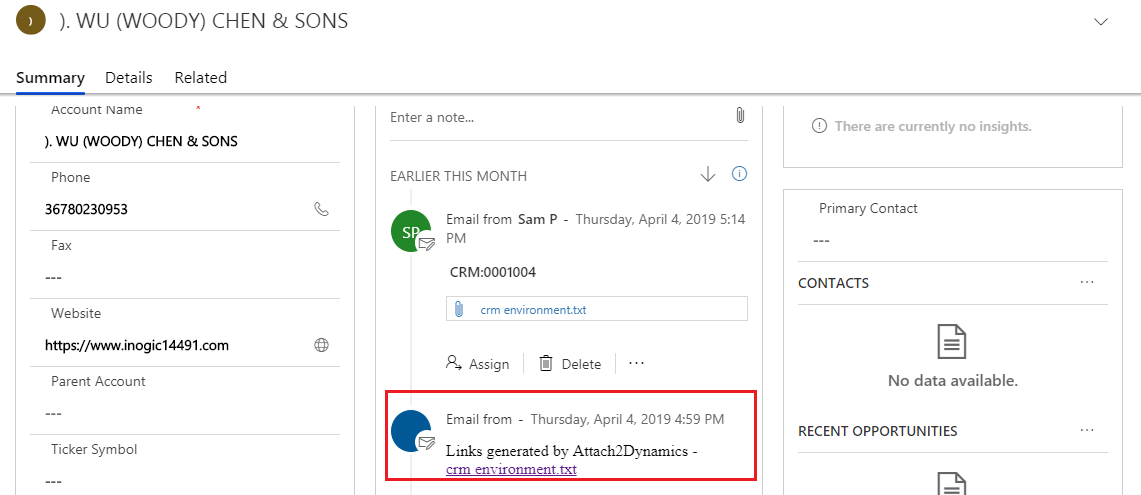 )
). WU (WOODY) CHEN & SONS
Summary
Details
Related
Account Name
*
). WU (WOODY) CHEN & SONS
Phone
36780230953
Fax
---
Website
https://www.inogic14491.com
Parent Account
---
Ticker Symbol
---
Enter a note...
EARLIER THIS MONTH
SP
Email from Sam P - Thursday, April 4, 2019 5:14
PM
CRM:0001004
crm environment.txt
Assign
Delete
...
Email from - Thursday, April 4, 2019 4:59 PM
Links generated by Attach2Dynamics -
crm environment.txt
There are currently no insights.
Primary Contact
---
CONTACTS
...
No data available.
RECENT OPPORTUNITIES
...